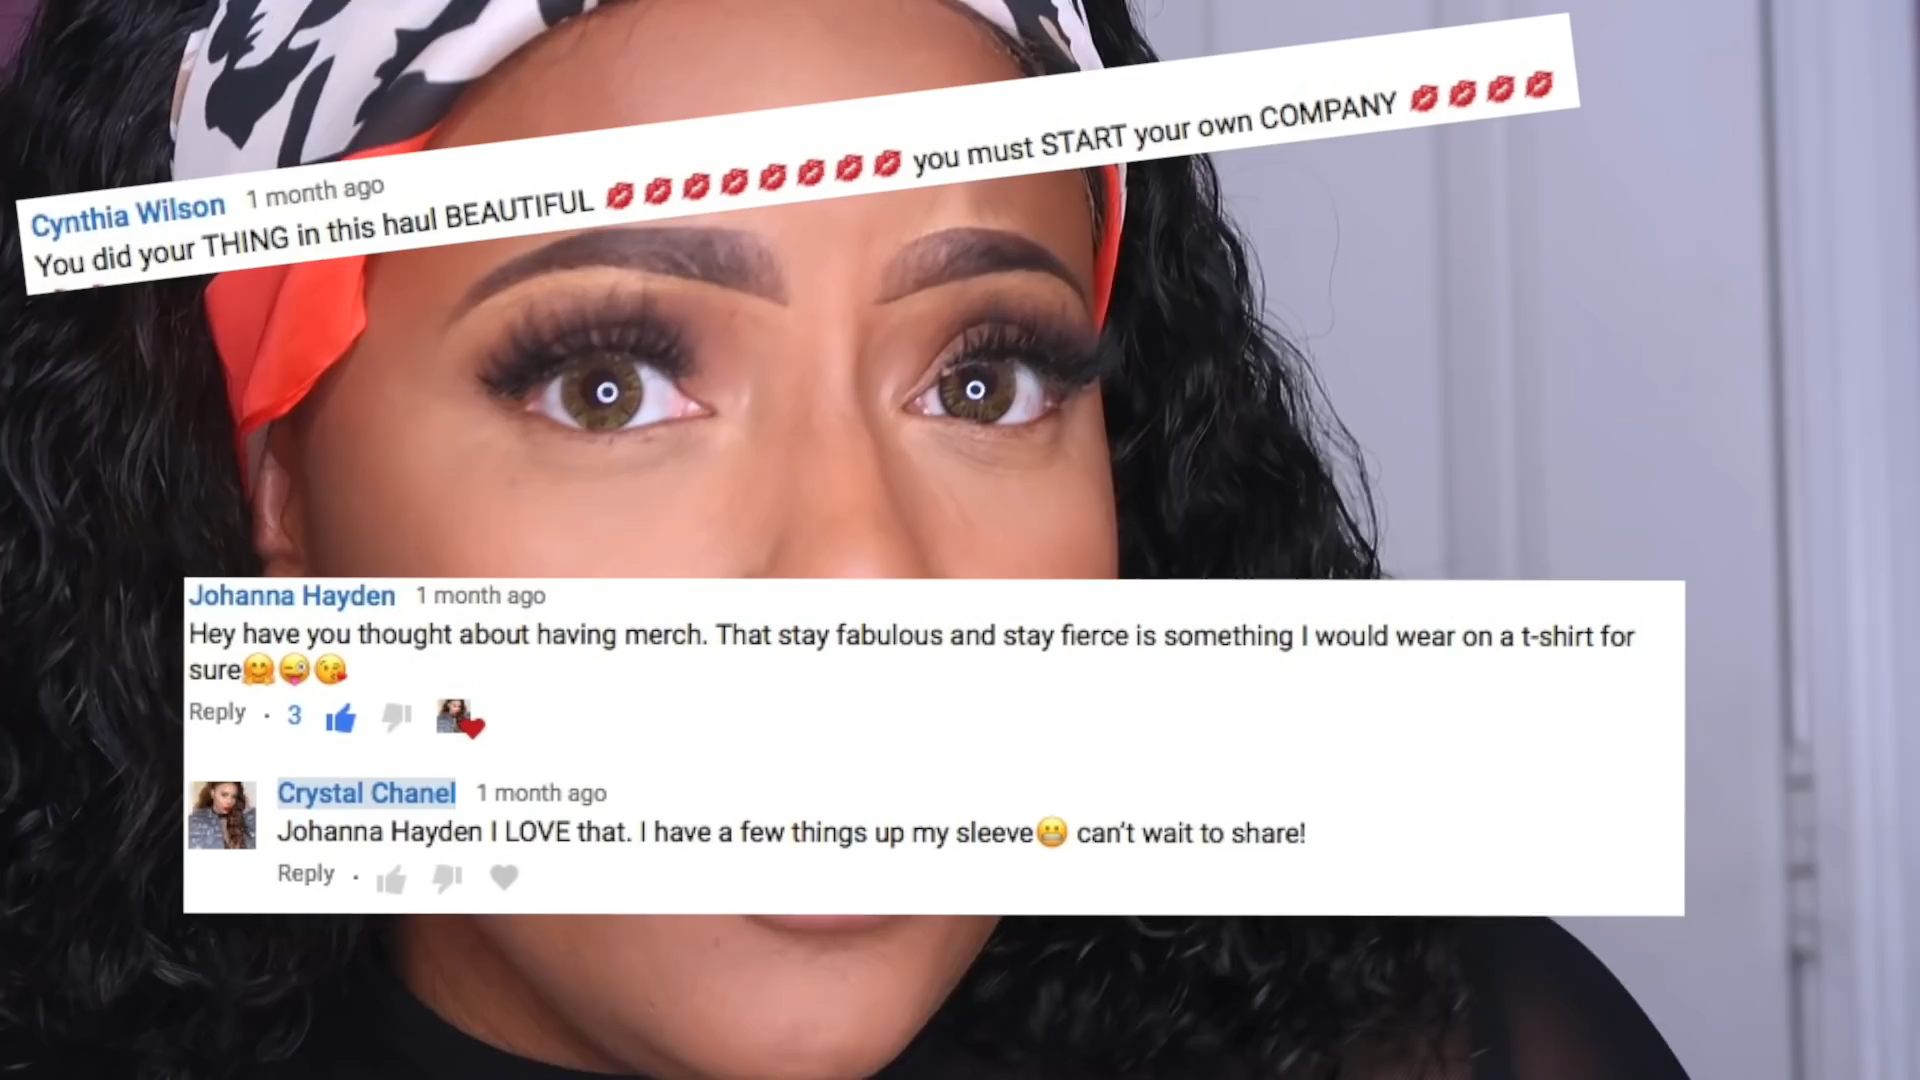 Cynthia Wilson 1 month ago
You did your THING in this haul BEAUTIFUL 💋💋💋💋💋💋💋💋 you must START your own COMPANY 💋💋💋💋
Johanna Hayden 1 month ago
Hey have you thought about having merch. That stay fabulous and stay fierce is something I would wear on a t-shirt for
sure🤗😜😘
Reply · 3
Crystal Chanel 1 month ago
Johanna Hayden I LOVE that. I have a few things up my sleeve😬 can't wait to share!
Reply ·